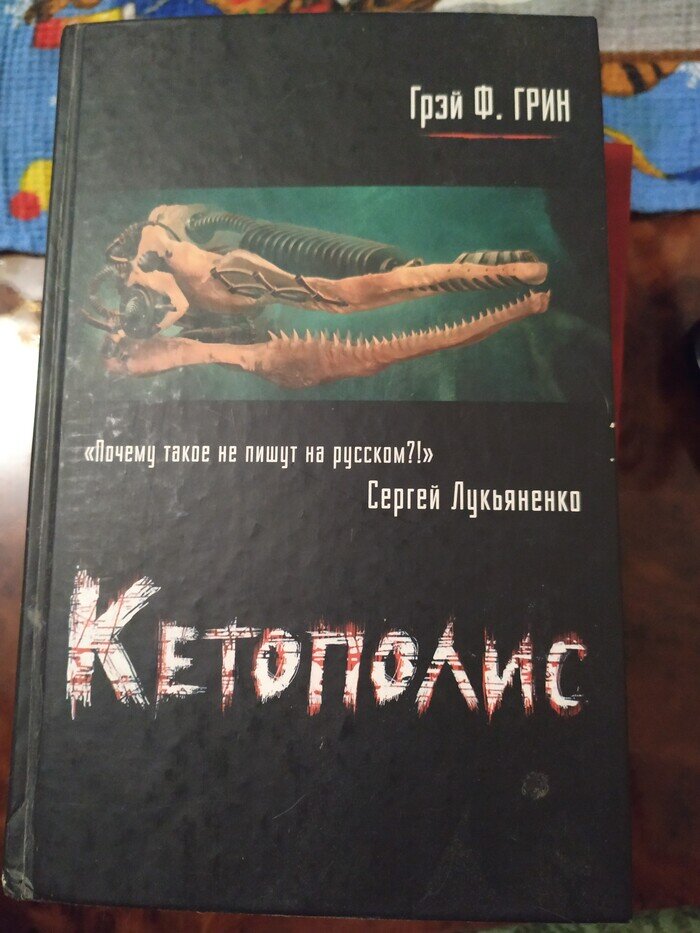 Грэй Ф. ГРИН
«Почему такое не пишут на русском?!»
Сергей Лукьяненко
Кетополис